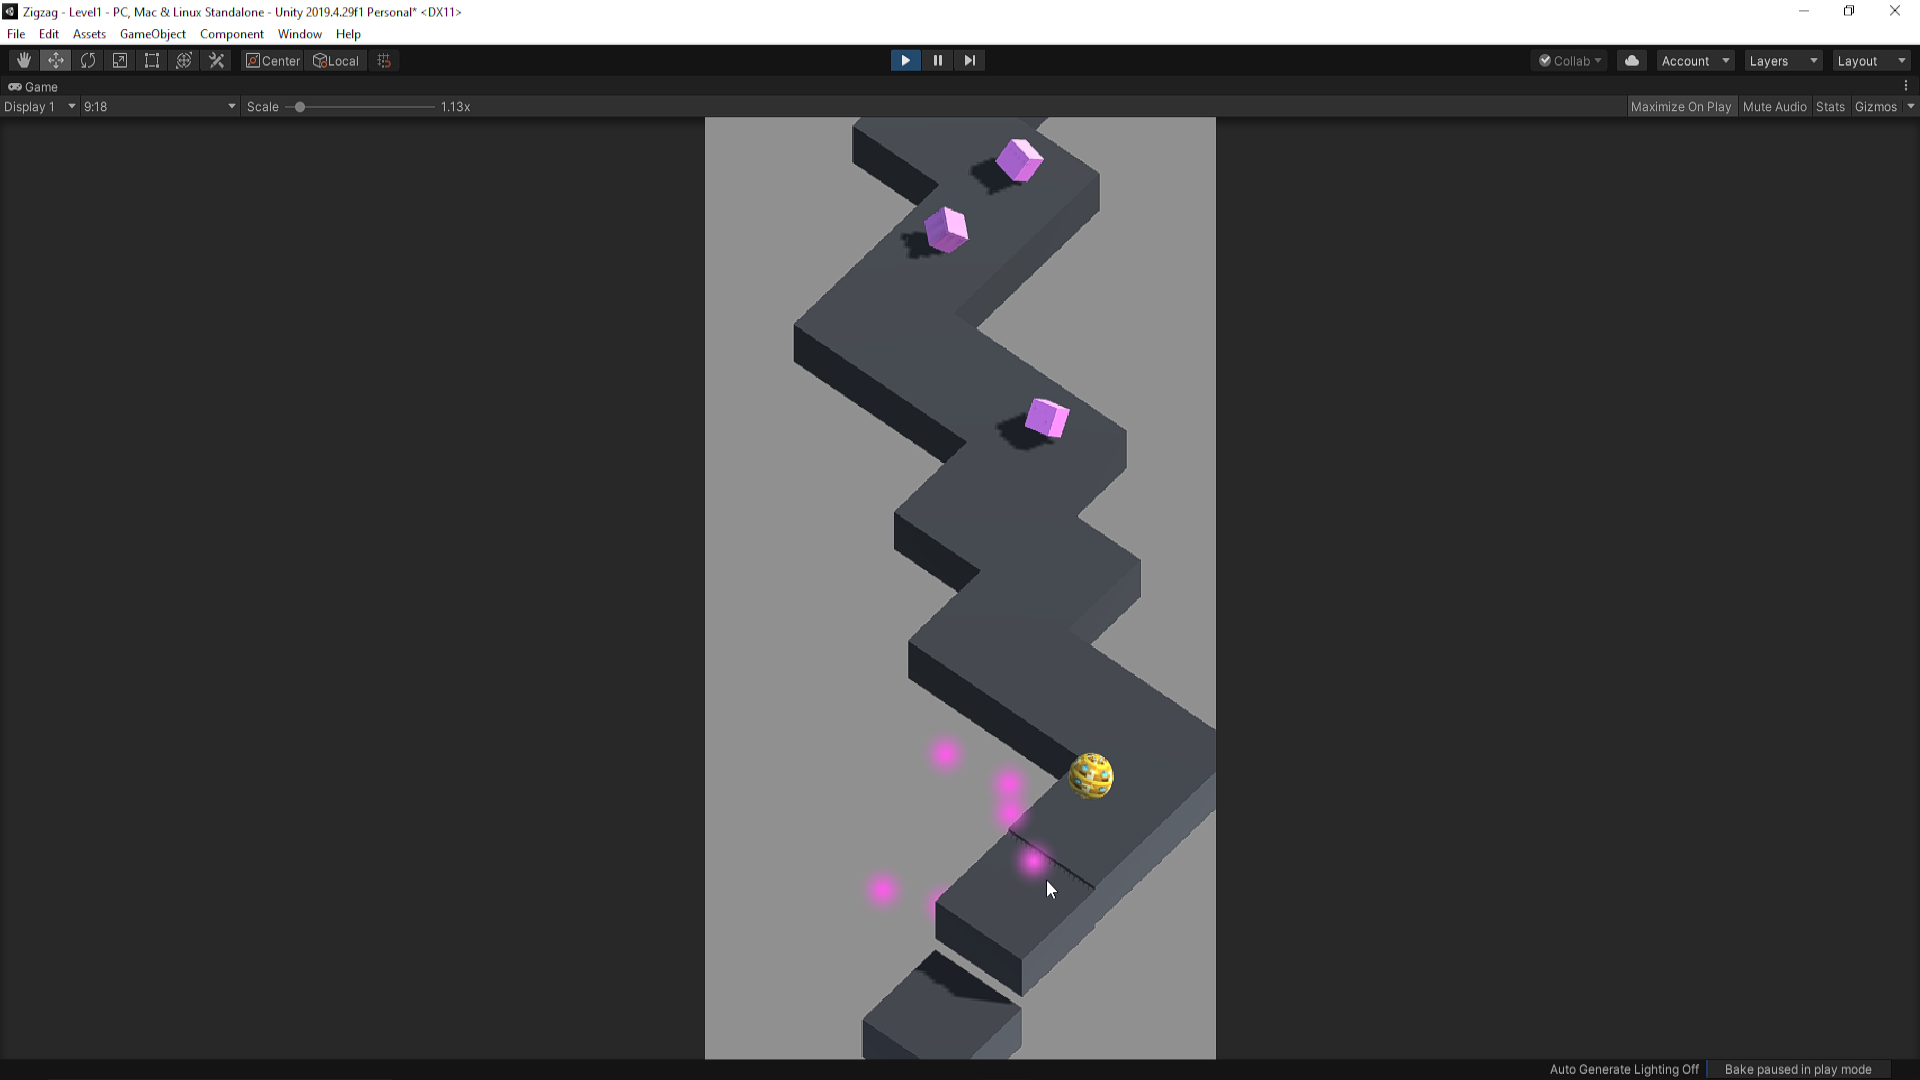 Zigzag - Level1 - PC, Mac & Linux Standalone - Unity 2019.4.29f1 Personal* <DX11>
File Edit Assets GameObject Component Window Help
Center Local Collab Account Layers Layout
Game
Display 1 9:18 Scale 1.13x Maximize On Play Mute Audio Stats Gizmos
Auto Generate Lighting Off Bake paused in play mode